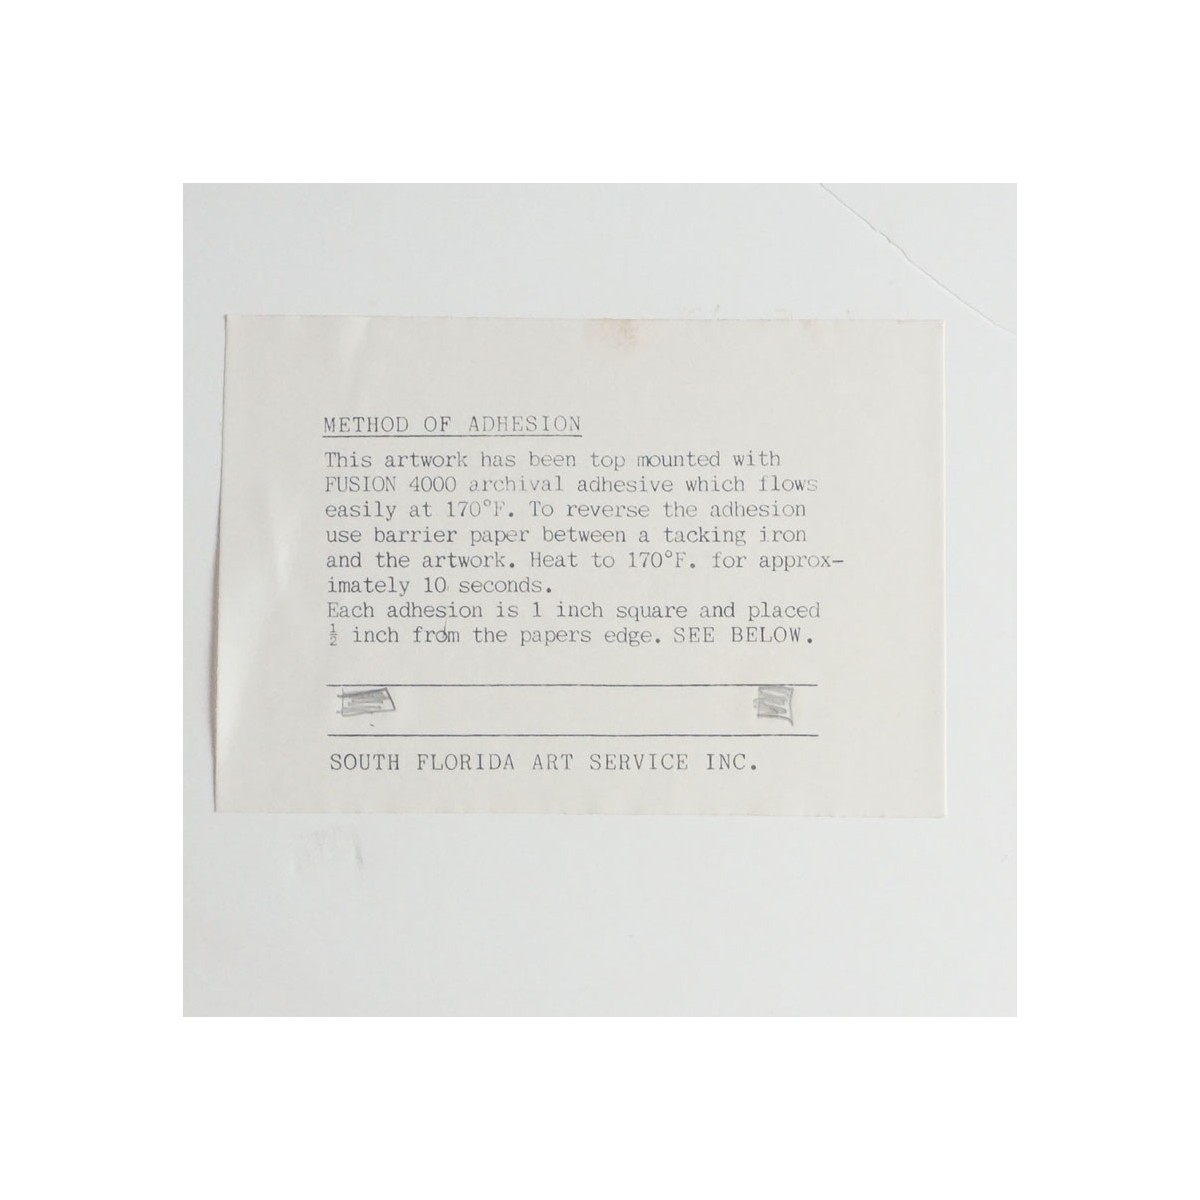 METHOD OF ADHESION
This artwork has been top mounted with
FUSION 4000 archival adhesive which flows
easily at 170°F. To reverse the adhesion
use barrier paper between a tacking iron
and the artwork. Heat to 170°F. for approx-
imately 10 seconds.
Each adhesion is 1 inch square and placed
½ inch from the papers edge. SEE BELOW.
SOUTH FLORIDA ART SERVICE INC.